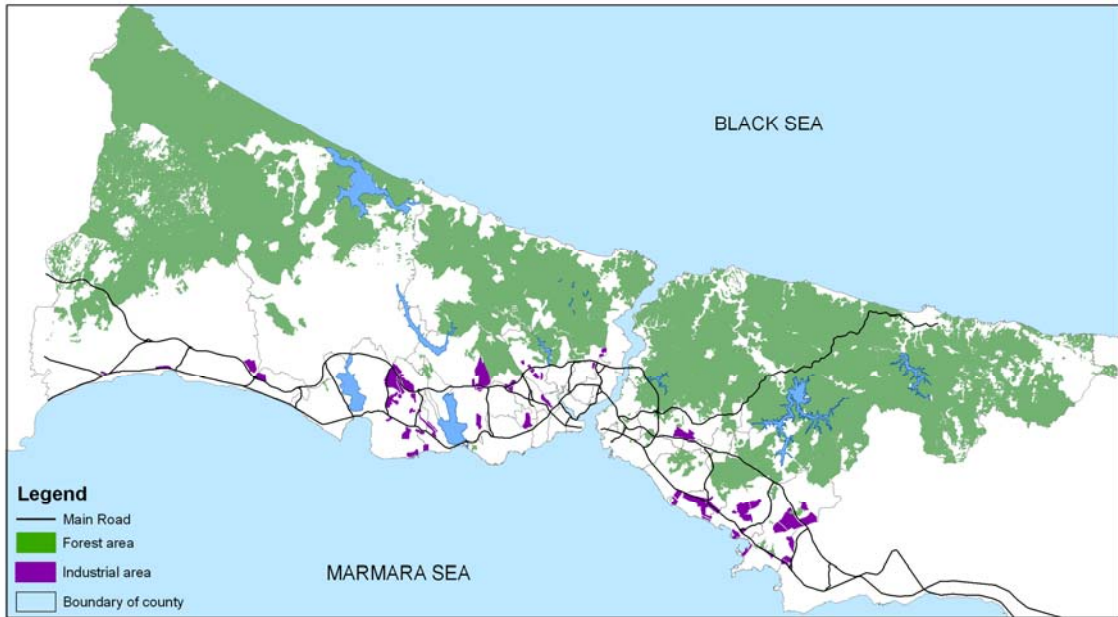 BLACK SEA
Legend
Main Road
Forest area
Industrial area
Boundary of county
MARMARA SEA